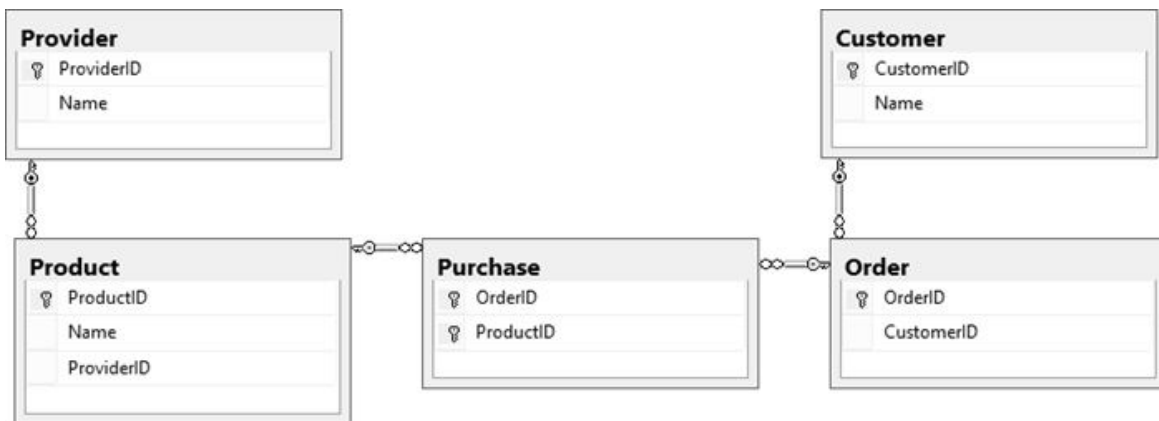 Provider
ProviderID
Name
Customer
CustomerID
Name
Product
ProductID
Name
ProviderID
Purchase
OrderID
ProductID
Order
OrderID
CustomerID